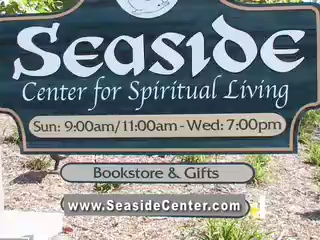 Seaside
Center for Spiritual Living
Sun: 9:00am/11:00am - Wed: 7:00pm
Bookstore & Gifts
www.SeasideCenter.com